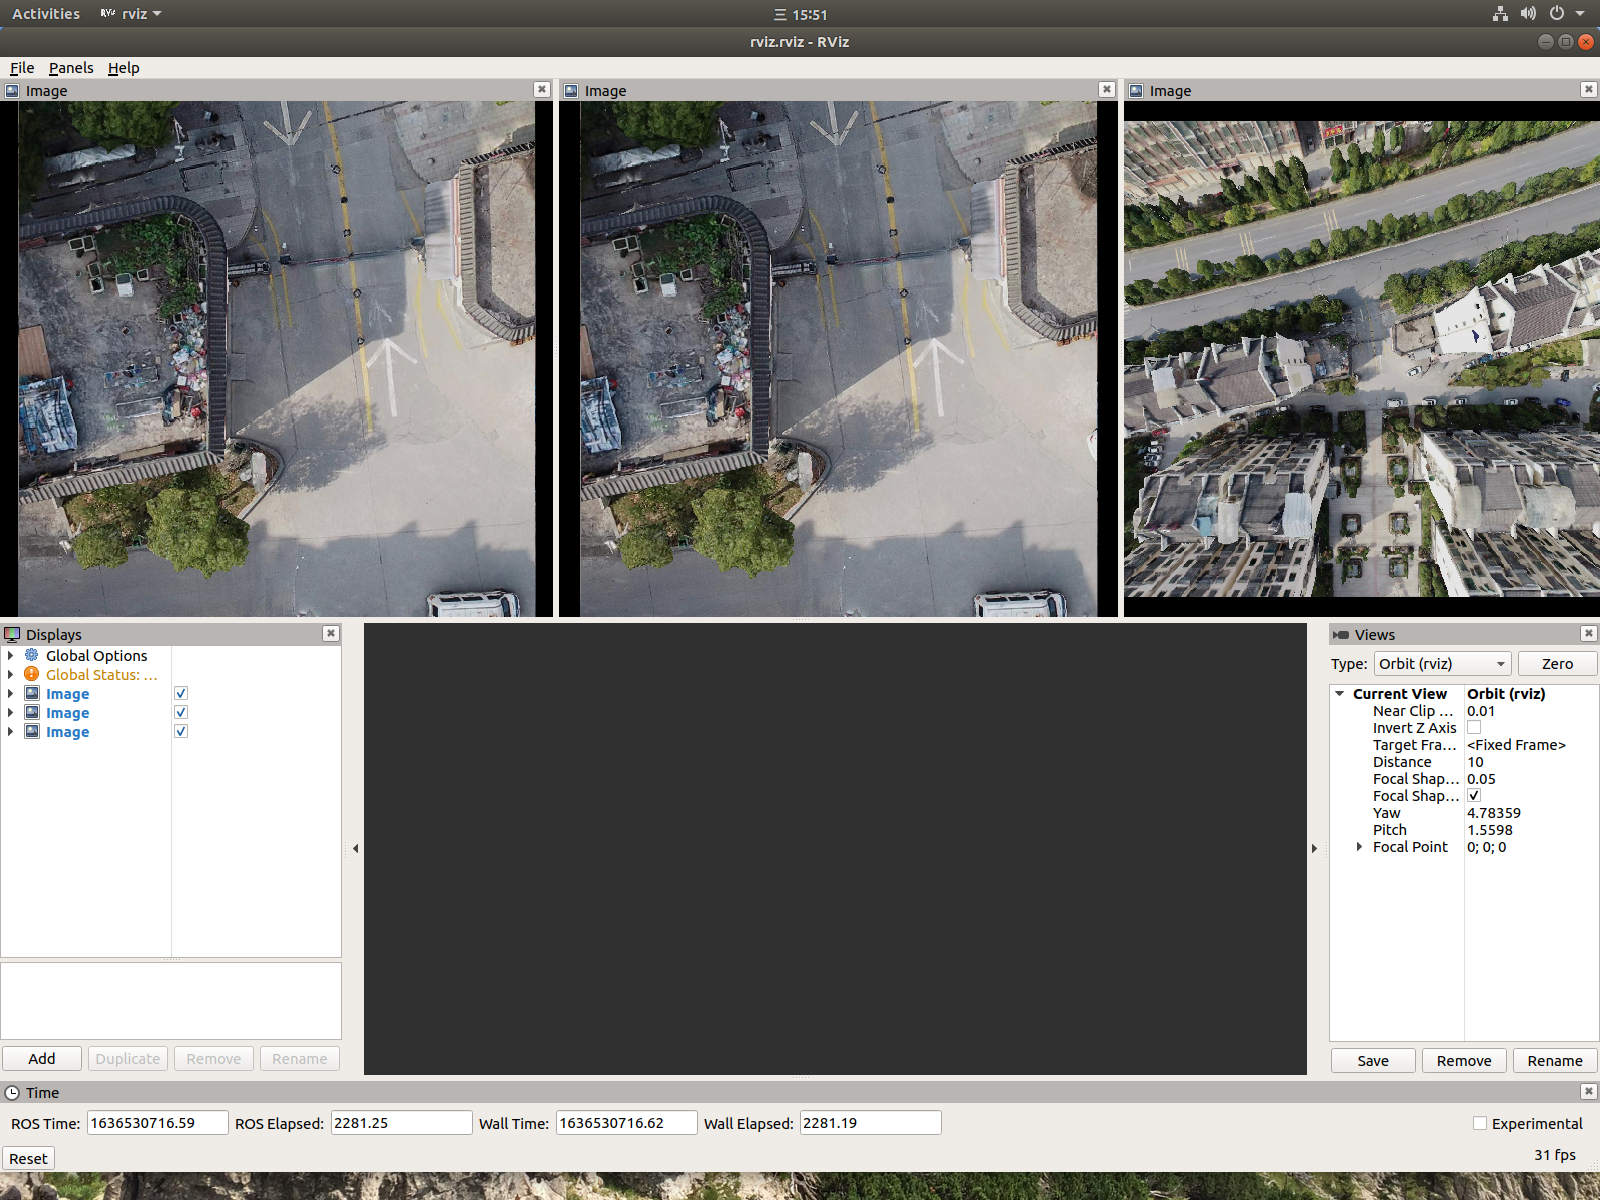 Activities rviz 三 15:51
rviz.rviz - RViz
File Panels Help
Image Image Image
Displays
Global Options
Global Status: ...
Image
Image
Image
Add Duplicate Remove Rename
Views
Type: Orbit (rviz) Zero
Current View Orbit (rviz)
Near Clip ... 0.01
Invert Z Axis
Target Fra... <Fixed Frame>
Distance 10
Focal Shap... 0.05
Focal Shap...
Yaw 4.78359
Pitch 1.5598
Focal Point 0; 0; 0
Save Remove Rename
Time
ROS Time: 1636530716.59 ROS Elapsed: 2281.25 Wall Time: 1636530716.62 Wall Elapsed: 2281.19 Experimental
Reset 31 fps